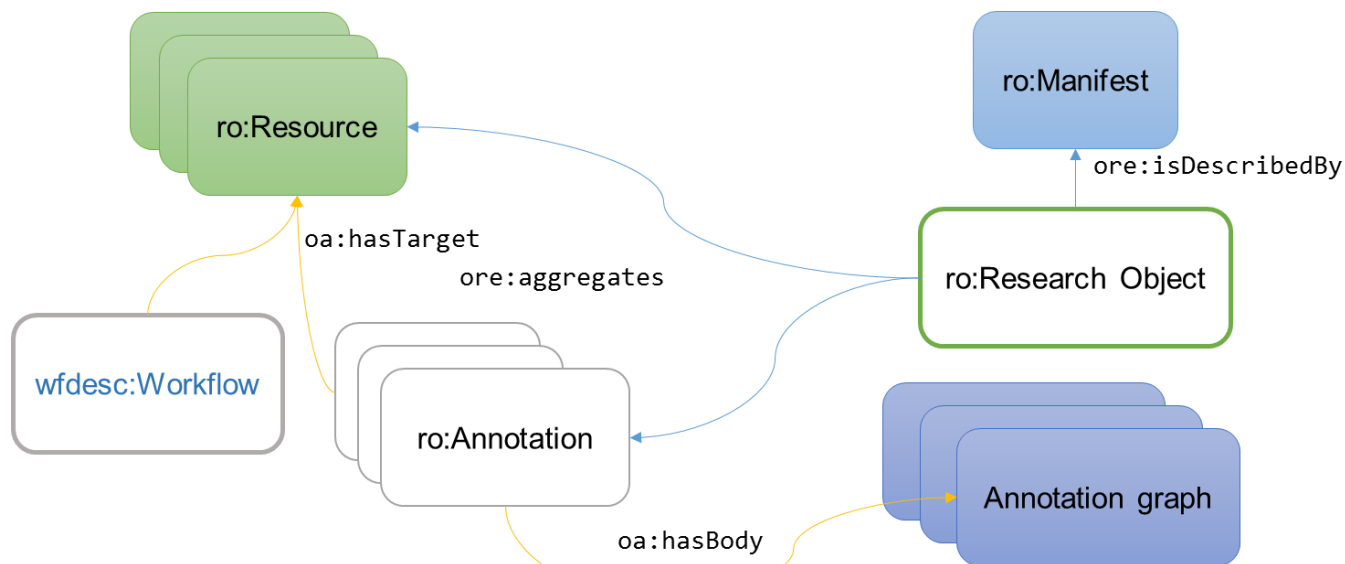 ro:Manifest
ro:Resource
ore:isDescribedBy
oa:hasTarget
ore:aggregates
ro:Research Object
wfdesc:Workflow
ro:Annotation
Annotation graph
oa:hasBody